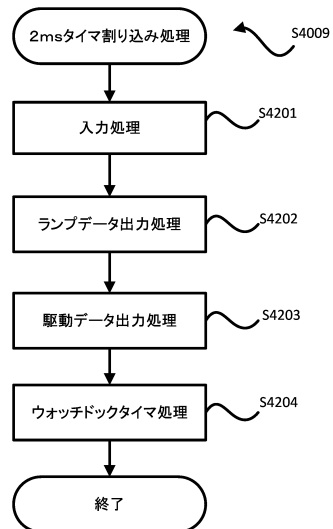 2msタイマ割り込み処理
S4009
入力処理
S4201
ランプデータ出力処理
S4202
駆動データ出力処理
S4203
ウォッチドックタイマ処理
S4204
終了